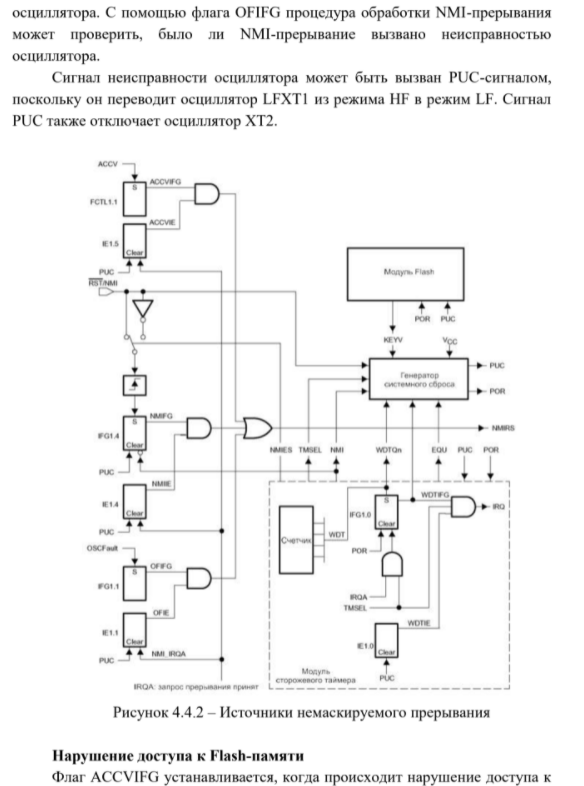 осциллятора. С помощью флага OFIFG процедура обработки NMI-прерывания
может проверить, было ли NMI-прерывание вызвано неисправностью
осциллятора.
Сигнал неисправности осциллятора может быть вызван PUC-сигналом,
поскольку он переводит осциллятор LFXT1 из режима HF в режим LF. Сигнал
PUC также отключает осциллятор XT2.
ACCV
S
ACCVIFG
FCTL1.1
ACCVIE
IE1.5
Clear
PUC
RST/NMI
Модуль Flash
POR PUC
KEYV
VCC
Генератор
системного сброса
PUC
POR
S
NMIFG
IFG1.4
Clear
NMIRS
PUC
NMIIE
IE1.4
Clear
PUC
NMIES TMSEL NMI
WDTQn
EQU PUC POR
OSCFault
S
OFIFG
IFG1.1
OFIE
IE1.1
Clear
PUC
NMI_IRQA
IRQA: запрос прерывания принят
WDTIFG
S
IFG1.0
Clear
IRQ
Счетчик
WDT
POR
IRQA
TMSEL
WDTIE
IE1.0
Clear
PUC
Модуль
сторожевого таймера
Рисунок 4.4.2 – Источники немаскируемого прерывания
Нарушение доступа к Flash-памяти
Флаг ACCVIFG устанавливается, когда происходит нарушение доступа к